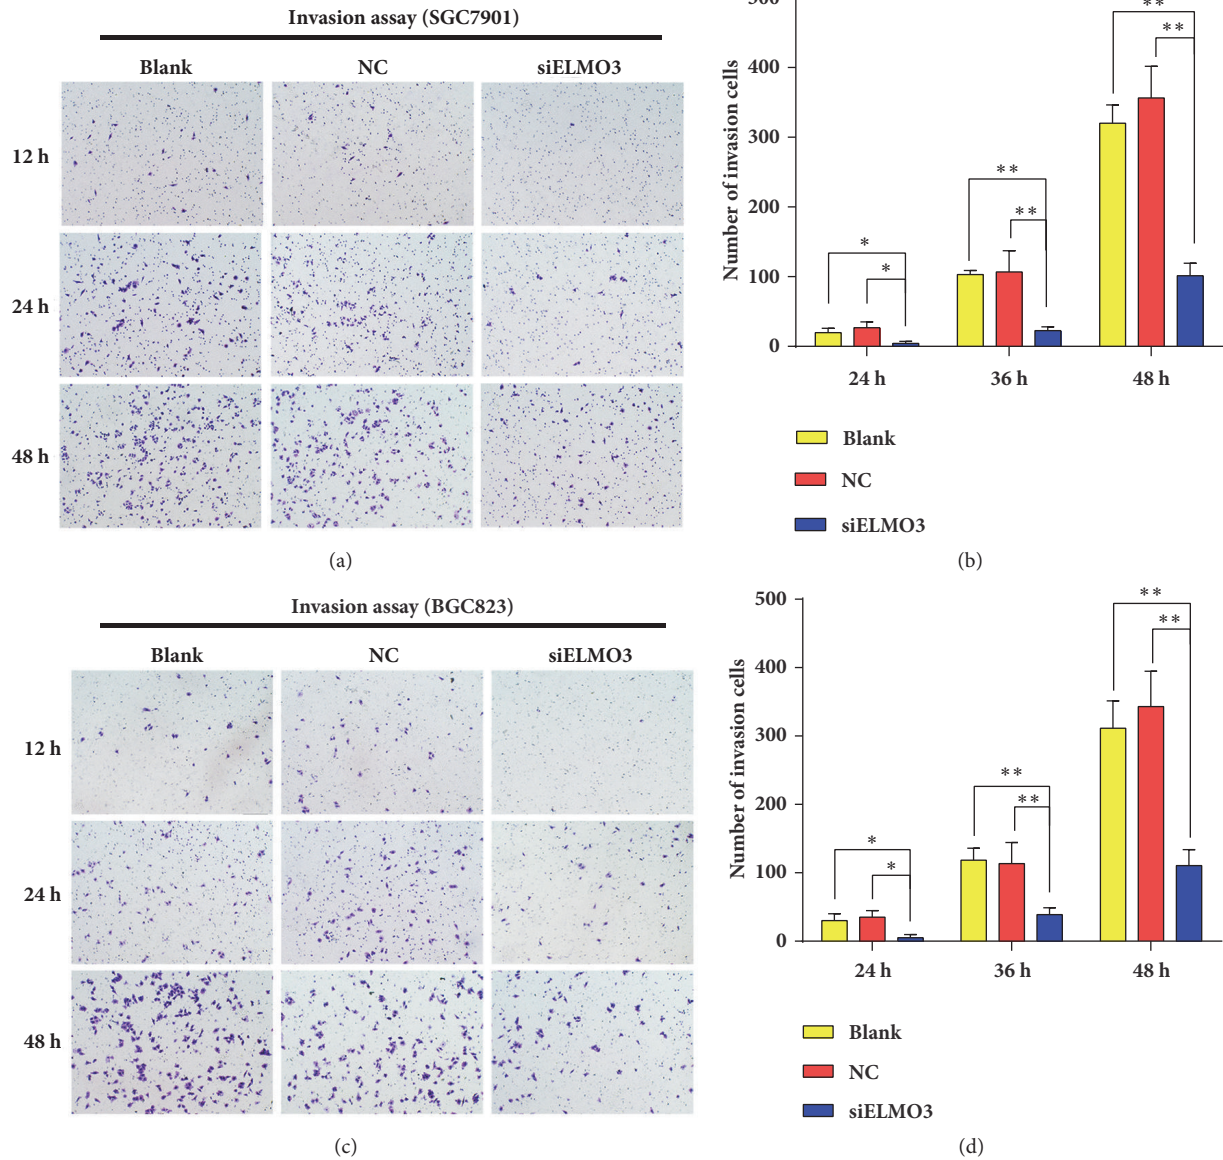 Invasion assay (SGC7901)
Blank NC siELMO3
12 h
24 h
48 h
(a)
Number of invasion cells
500
400
300
200
100
0
** ** ** ** * *
24 h 36 h 48 h
Blank
NC
siELMO3
(b)
Invasion assay (BGC823)
Blank NC siELMO3
12 h
24 h
48 h
(c)
Number of invasion cells
500
400
300
200
100
0
** ** ** ** * *
24 h 36 h 48 h
Blank
NC
siELMO3
(d)